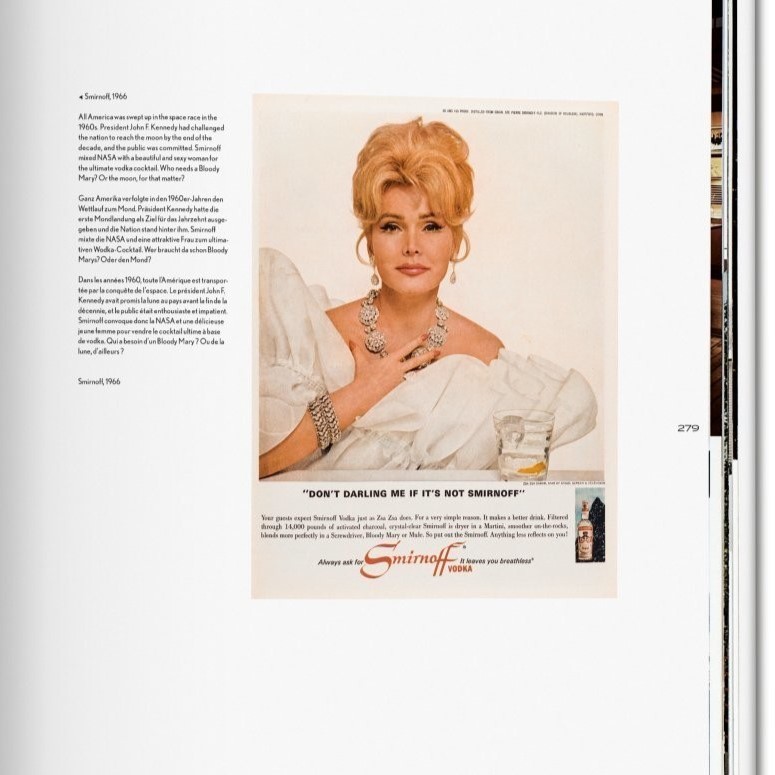 ◂ Smirnoff, 1966
All America was swept up in the space race in the
1960s. President John F. Kennedy had challenged
the nation to reach the moon by the end of the
decade, and the public was committed. Smirnoff
mixed NASA with a beautiful and sexy woman for
the ultimate vodka cocktail. Who needs a Bloody
Mary? Or the moon, for that matter?
Ganz Amerika verfolgte in den 1960er-Jahren den
Wettlauf zum Mond. Präsident Kennedy hatte die
erste Mondlandung als Ziel für das Jahrzehnt ausge-
geben und die Nation stand hinter ihm. Smirnoff
mixte die NASA und eine attraktive Frau zum ultima-
tiven Wodka-Cocktail. Wer braucht da schon Bloody
Marys? Oder den Mond?
Dans les années 1960, toute l'Amérique est transpor-
tée par la conquête de l'espace. Le président John F.
Kennedy avait promis la lune au pays avant la fin de la
décennie, et le public était enthousiaste et impatient.
Smirnoff convoque donc la NASA et une délicieuse
jeune femme pour vendre le cocktail ultime à base
de vodka. Qui a besoin d'un Bloody Mary ? Ou de la
lune, d'ailleurs ?
Smirnoff, 1966
279
"DON'T DARLING ME IF IT'S NOT SMIRNOFF"
Your guests expect Smirnoff Vodka just as Zsa Zsa does. For a very simple reason. It makes a better drink. Filtered
through 14,000 pounds of activated charcoal, crystal-clear Smirnoff is dryer in a Martini, smoother on-the-rocks,
blends more perfectly in a Screwdriver, Bloody Mary or Mule. So put out the Smirnoff. Anything less reflects on you!
Always ask for Smirnoff® VODKA It leaves you breathless®